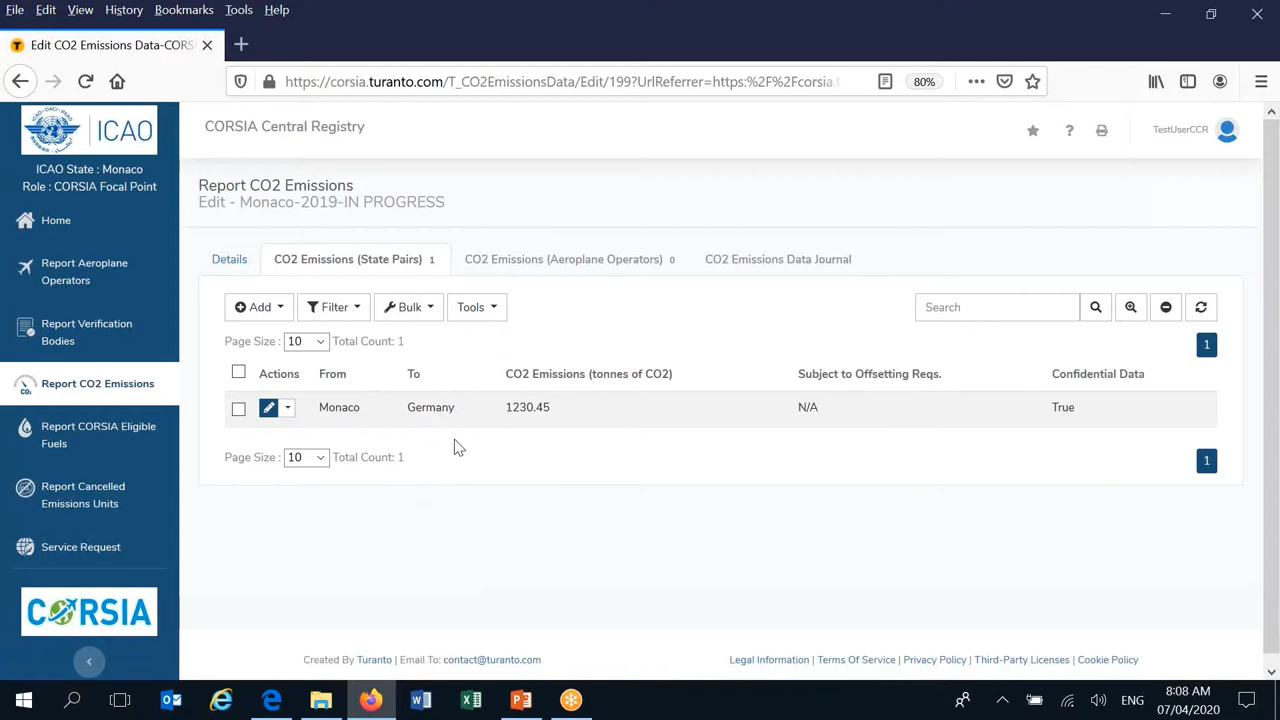 File Edit View History Bookmarks Tools Help
Edit CO2 Emissions Data-CORS
https://corsia.turanto.com/T_CO2EmissionsData/Edit/199?UrlReferrer=https:%2F%2Fcorsia.t
80%
ICAO
ICAO State : Monaco
Role : CORSIA Focal Point
Home
Report Aeroplane
Operators
Report Verification
Bodies
Report CO2 Emissions
Report CORSIA Eligible
Fuels
Report Cancelled
Emissions Units
Service Request
CORSIA
CORSIA Central Registry
TestUserCCR
Report CO2 Emissions
Edit - Monaco-2019-IN PROGRESS
Details CO2 Emissions (State Pairs) 1 CO2 Emissions (Aeroplane Operators) 0 CO2 Emissions Data Journal
Add Filter Bulk Tools Search
Page Size : 10 Total Count: 1 1
Actions From To CO2 Emissions (tonnes of CO2) Subject to Offsetting Reqs. Confidential Data
Monaco Germany 1230.45 N/A True
Page Size : 10 Total Count: 1 1
Created By Turanto | Email To: contact@turanto.com Legal Information | Terms Of Service | Privacy Policy | Third-Party Licenses | Cookie Policy
ENG
8:08 AM
07/04/2020